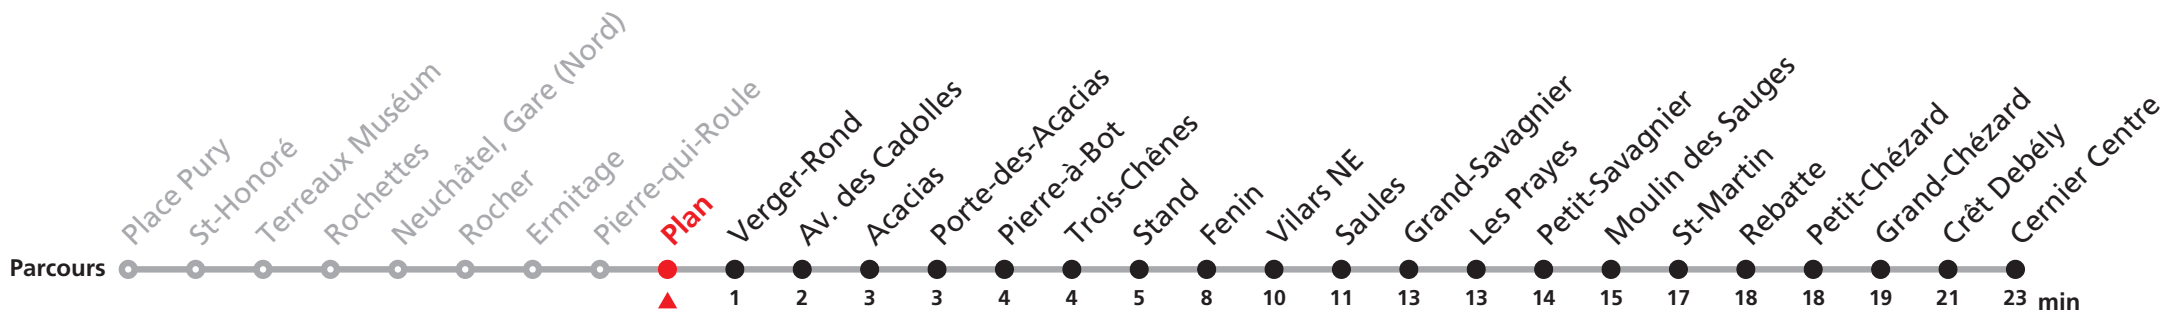 Place Pury
St-Honoré
Terreaux Muséum
Rochettes
Neuchâtel, Gare (Nord)
Rocher
Ermitage
Pierre-qui-Roule
Plan
Verger-Rond
Av. des Cadolles
Acacias
Porte-des-Acacias
Pierre-à-Bot
Trois-Chênes
Stand
Fenin
Vilars NE
Saules
Grand-Savagnier
Les Prayes
Petit-Savagnier
Moulin des Sauges
St-Martin
Rebatte
Petit-Chézard
Grand-Chézard
Crêt Debély
Cernier Centre
Parcours
1 2 3 3 4 4 5 8 10 11 13 13 14 15 17 18 18 19 21 23 min